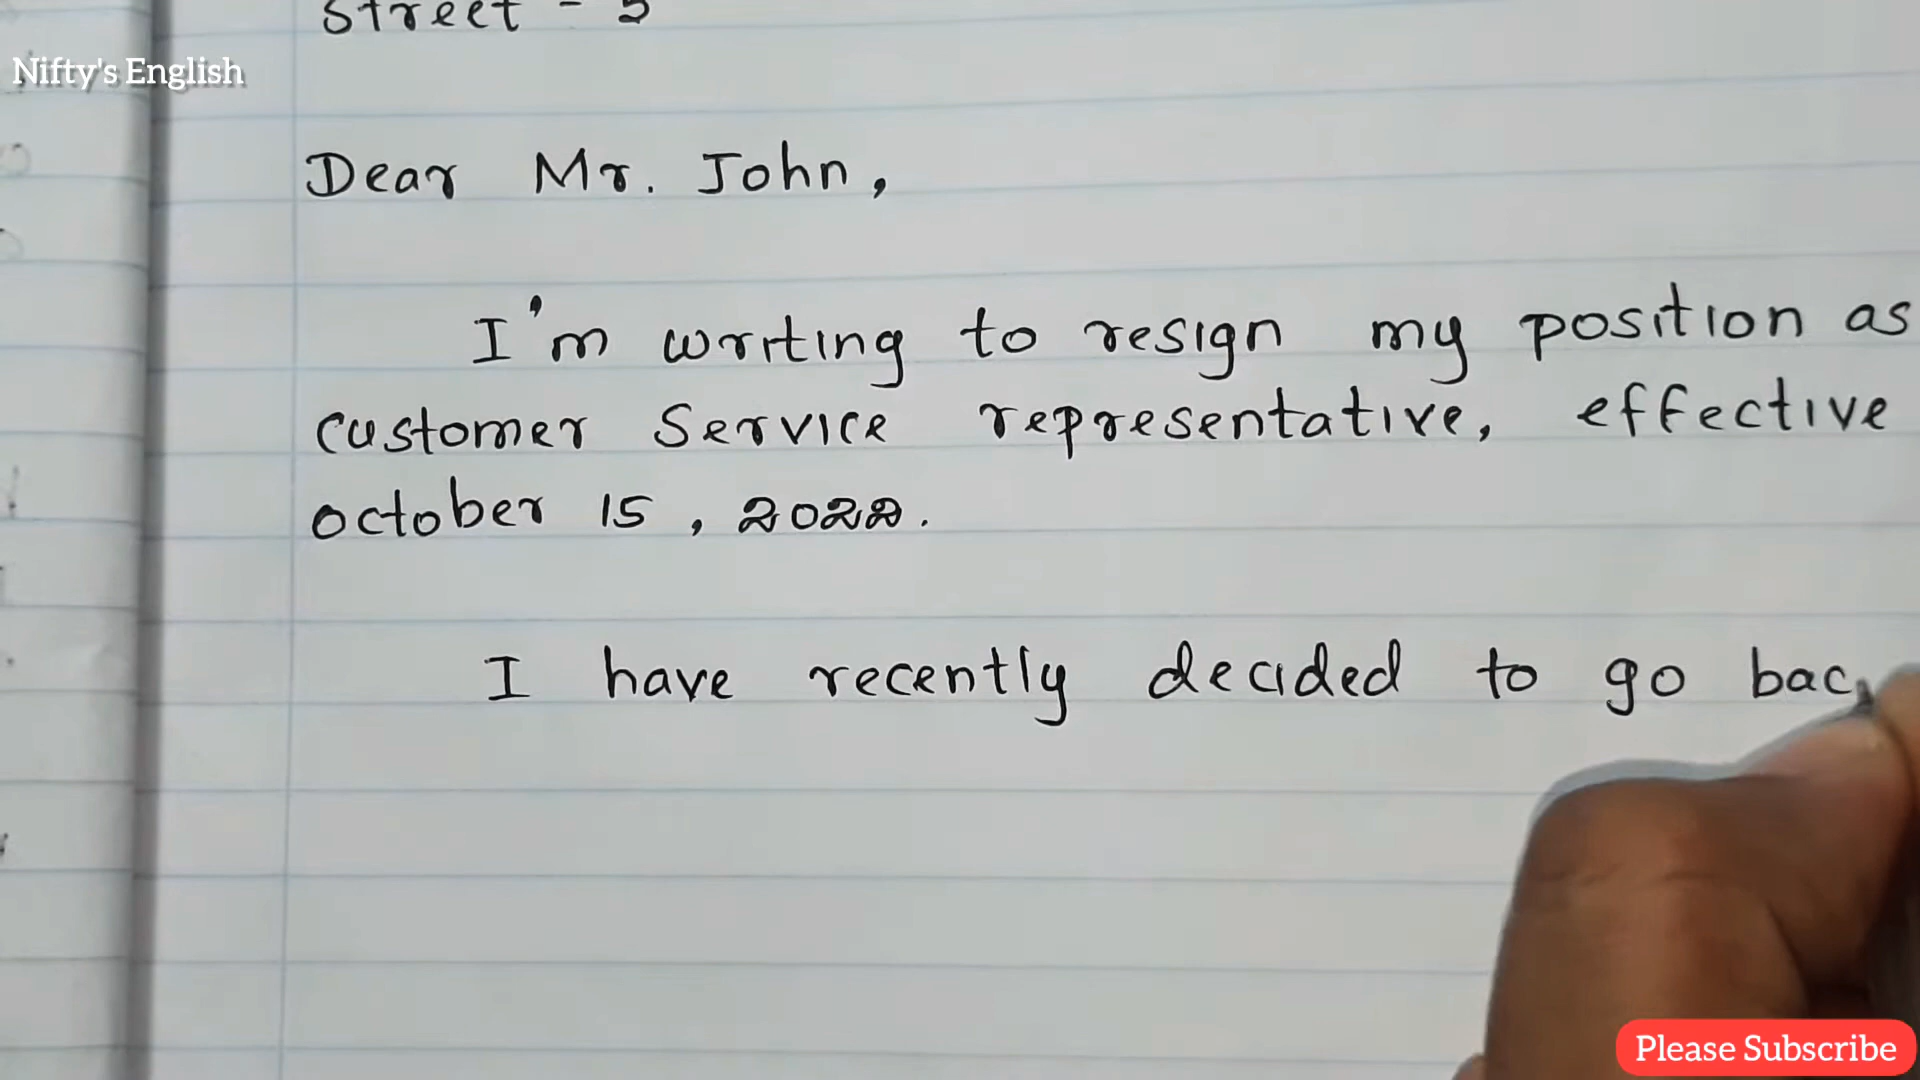 Street - 5
Nifty's English
Dear Mr. John,
I'm writing to resign my position as
customer Service representative, effective
october 15, 2022.
I have recently decided to go bac
Please Subscribe